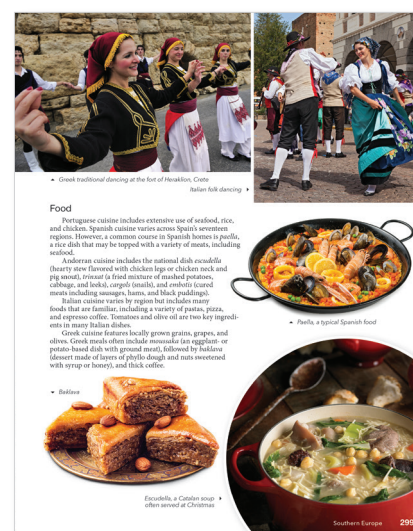 ▲ Greek traditional dancing at the fort of Heraklion, Crete
Italian folk dancing ▸
Food
Portuguese cuisine includes extensive use of seafood, rice,
and chicken. Spanish cuisine varies across Spain's seventeen
regions. However, a common course in Spanish homes is paella,
a rice dish that may be topped with a variety of meats, including
seafood.
Andorran cuisine includes the national dish escudella
(hearty stew flavored with chicken legs or chicken neck and
pig snout), trinxat (a fried mixture of mashed potatoes,
cabbage, and leeks), cargols (snails), and embotis (cured
meats including sausages, hams, and black puddings).
Italian cuisine varies by region but includes many
foods that are familiar, including a variety of pastas, pizza,
and espresso coffee. Tomatoes and olive oil are two key ingredi-
ents in many Italian dishes.
Greek cuisine features locally grown grains, grapes, and
olives. Greek meals often include moussaka (an eggplant- or
potato-based dish with ground meat), followed by baklava
(dessert made of layers of phyllo dough and nuts sweetened
with syrup or honey), and thick coffee.
▲ Paella, a typical Spanish food
▾ Baklava
Escudella, a Catalan soup ▸
often served at Christmas
Southern Europe 299